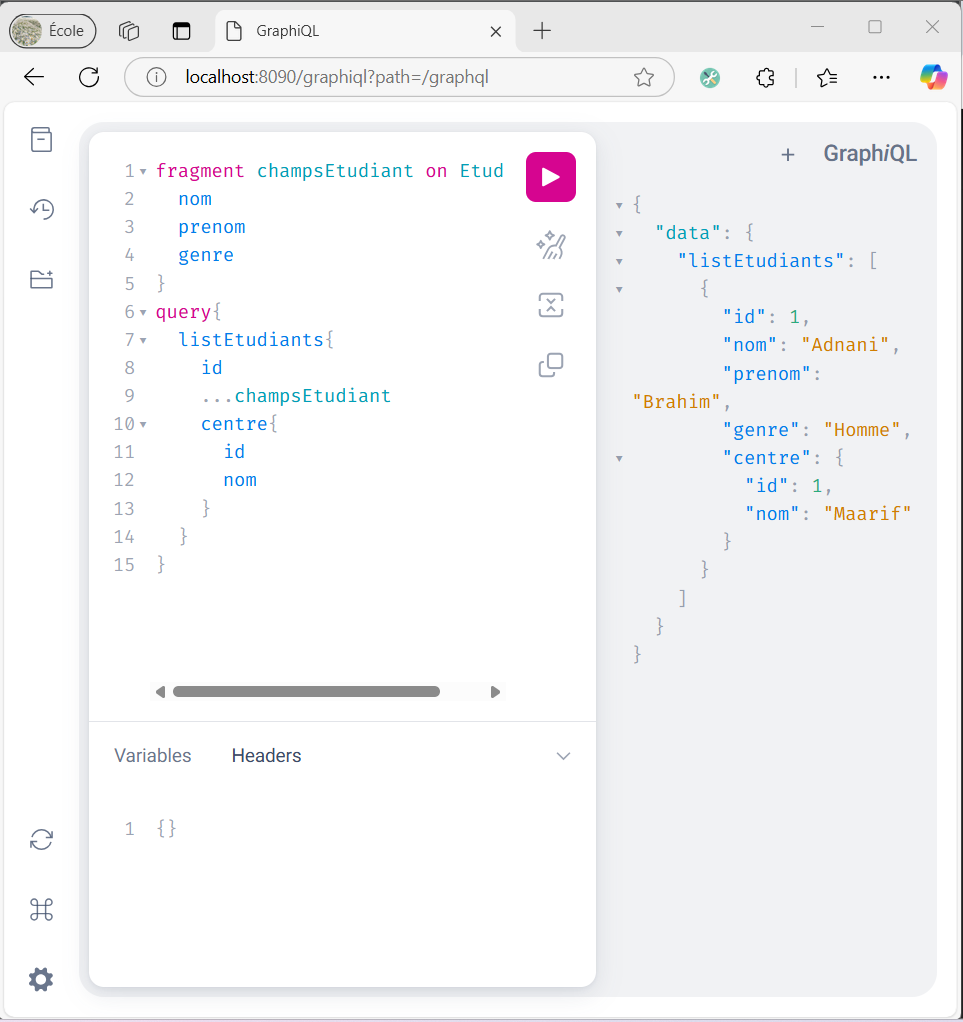 École
GraphiQL
localhost:8090/graphiql?path=/graphql
1 fragment champsEtudiant on Etud
2 nom
3 prenom
4 genre
5 }
6 query{
7 listEtudiants{
8 id
9 ...champsEtudiant
10 centre{
11 id
12 nom
13 }
14 }
15 }
Variables Headers
1 {}
+ GraphiQL
{
"data": {
"listEtudiants": [
{
"id": 1,
"nom": "Adnani",
"prenom":
"Brahim",
"genre": "Homme",
"centre": {
"id": 1,
"nom": "Maarif"
}
}
]
}
}